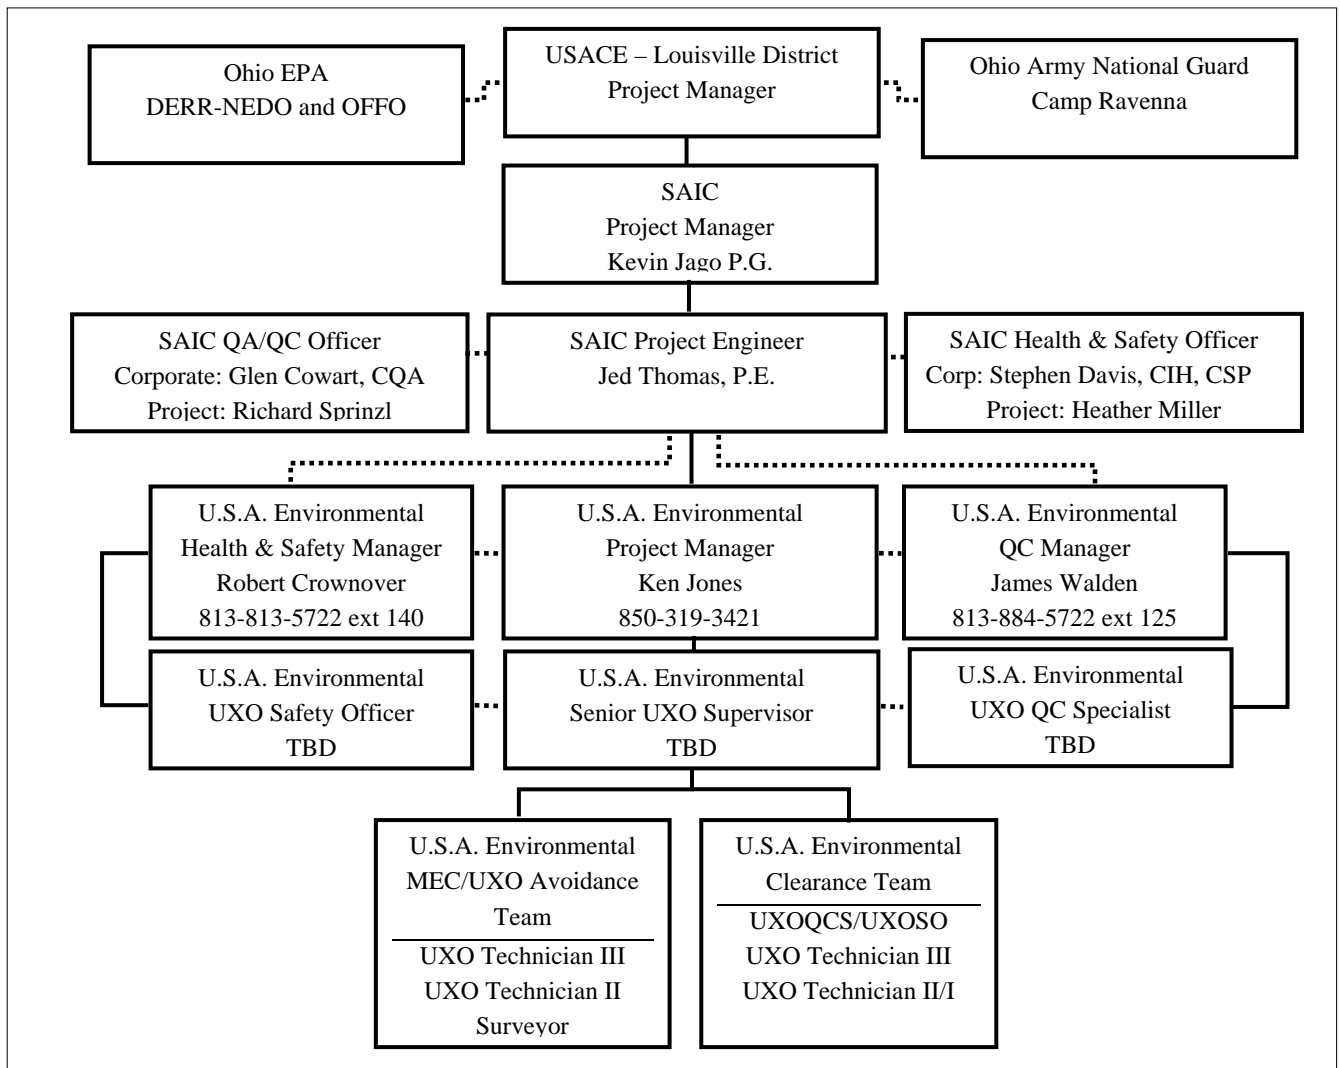 Ohio EPA
DERR-NEDO and OFFO
USACE – Louisville District
Project Manager
Ohio Army National Guard
Camp Ravenna
SAIC
Project Manager
Kevin Jago P.G.
SAIC QA/QC Officer
Corporate: Glen Cowart, CQA
Project: Richard Sprinzl
SAIC Project Engineer
Jed Thomas, P.E.
SAIC Health & Safety Officer
Corp: Stephen Davis, CIH, CSP
Project: Heather Miller
U.S.A. Environmental
Health & Safety Manager
Robert Crownover
813-813-5722 ext 140
U.S.A. Environmental
Project Manager
Ken Jones
850-319-3421
U.S.A. Environmental
QC Manager
James Walden
813-884-5722 ext 125
U.S.A. Environmental
UXO Safety Officer
TBD
U.S.A. Environmental
Senior UXO Supervisor
TBD
U.S.A. Environmental
UXO QC Specialist
TBD
U.S.A. Environmental
MEC/UXO Avoidance
Team
UXO Technician III
UXO Technician II
Surveyor
U.S.A. Environmental
Clearance Team
UXOQCS/UXOSO
UXO Technician III
UXO Technician II/I